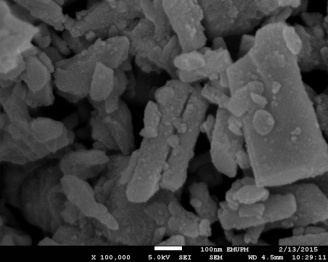 100nm EMUPM 2/13/2015
X 100,000 5.0kV SEI SEM WD 4.5mm 10:29:11